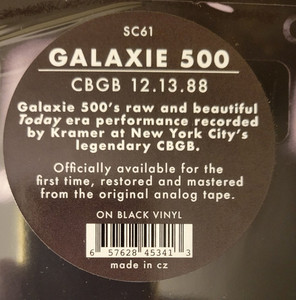 SC61
GALAXIE 500
CBGB 12.13.88
Galaxie 500's raw and beautiful
Today era performance recorded
by Kramer at New York City's
legendary CBGB.
Officially available for the
first time, restored and mastered
from the original analog tape.
ON BLACK VINYL
6 57628 45341 3
made in cz